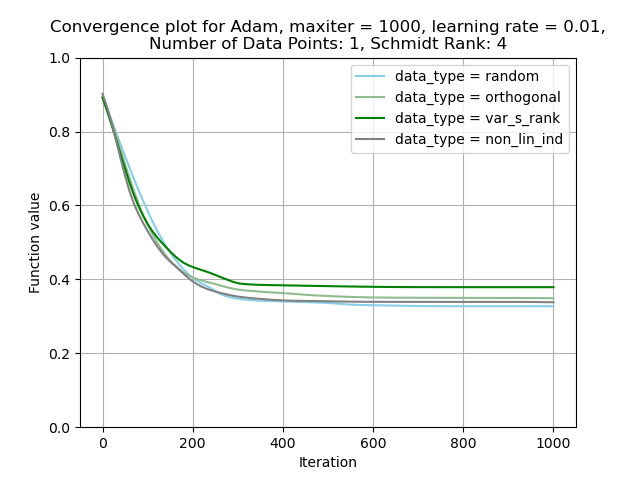 Convergence plot for Adam, maxiter = 1000, learning rate = 0.01,
Number of Data Points: 1, Schmidt Rank: 4
data_type = random
data_type = orthogonal
data_type = var_s_rank
data_type = non_lin_ind
Function value
1.0
0.8
0.6
0.4
0.2
0.0
0 200 400 600 800 1000
Iteration